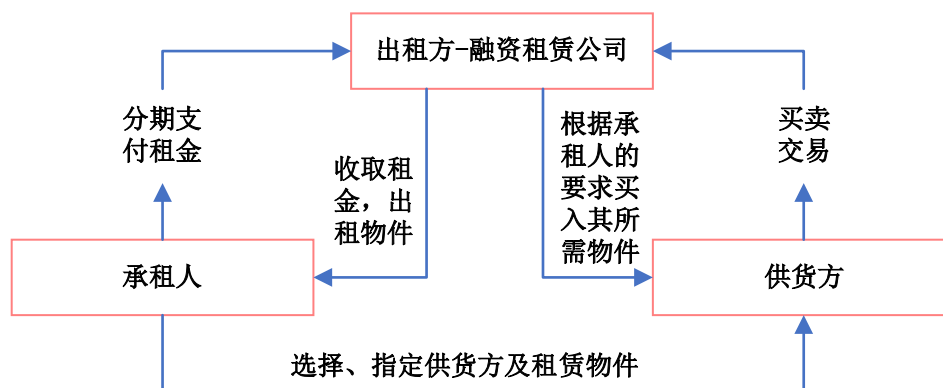 出租方-融资租赁公司
分期支
付租金
收取租
金，出
租物件
根据承
租人的
要求买
入其所
需物件
买卖
交易
承租人
供货方
选择、指定供货方及租赁物件